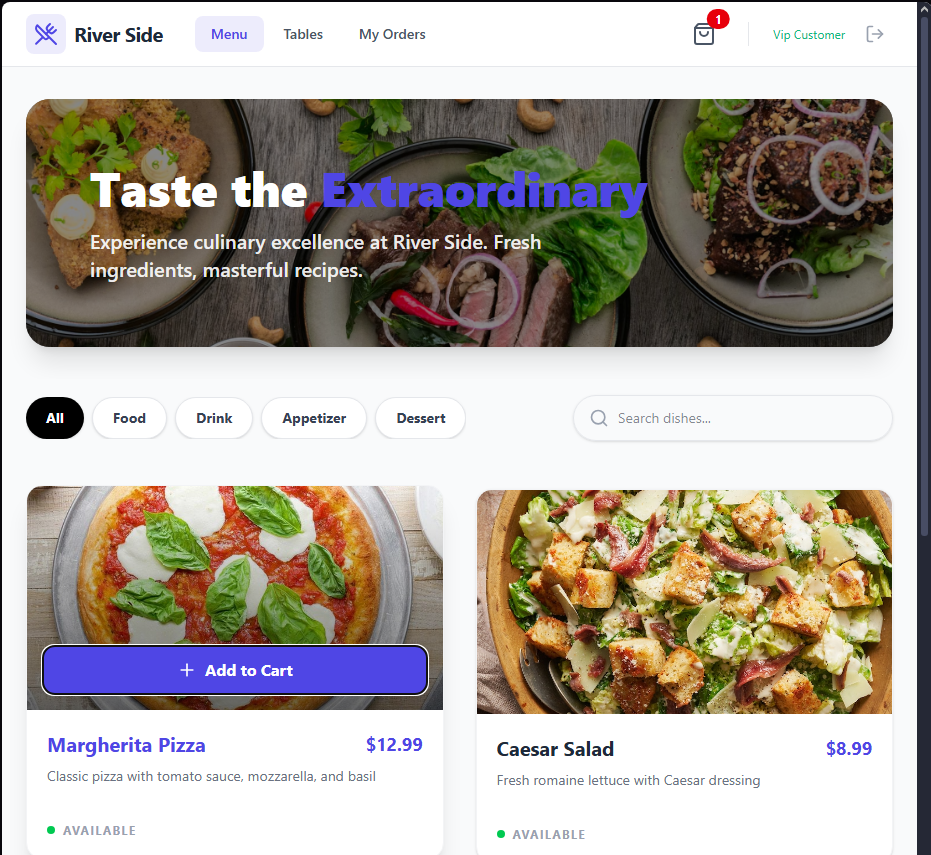 River Side
Menu
Tables
My Orders
1
Vip Customer
Taste the Extraordinary
Experience culinary excellence at River Side. Fresh
ingredients, masterful recipes.
All
Food
Drink
Appetizer
Dessert
Search dishes...
+ Add to Cart
Margherita Pizza
$12.99
Classic pizza with tomato sauce, mozzarella, and basil
AVAILABLE
Caesar Salad
$8.99
Fresh romaine lettuce with Caesar dressing
AVAILABLE